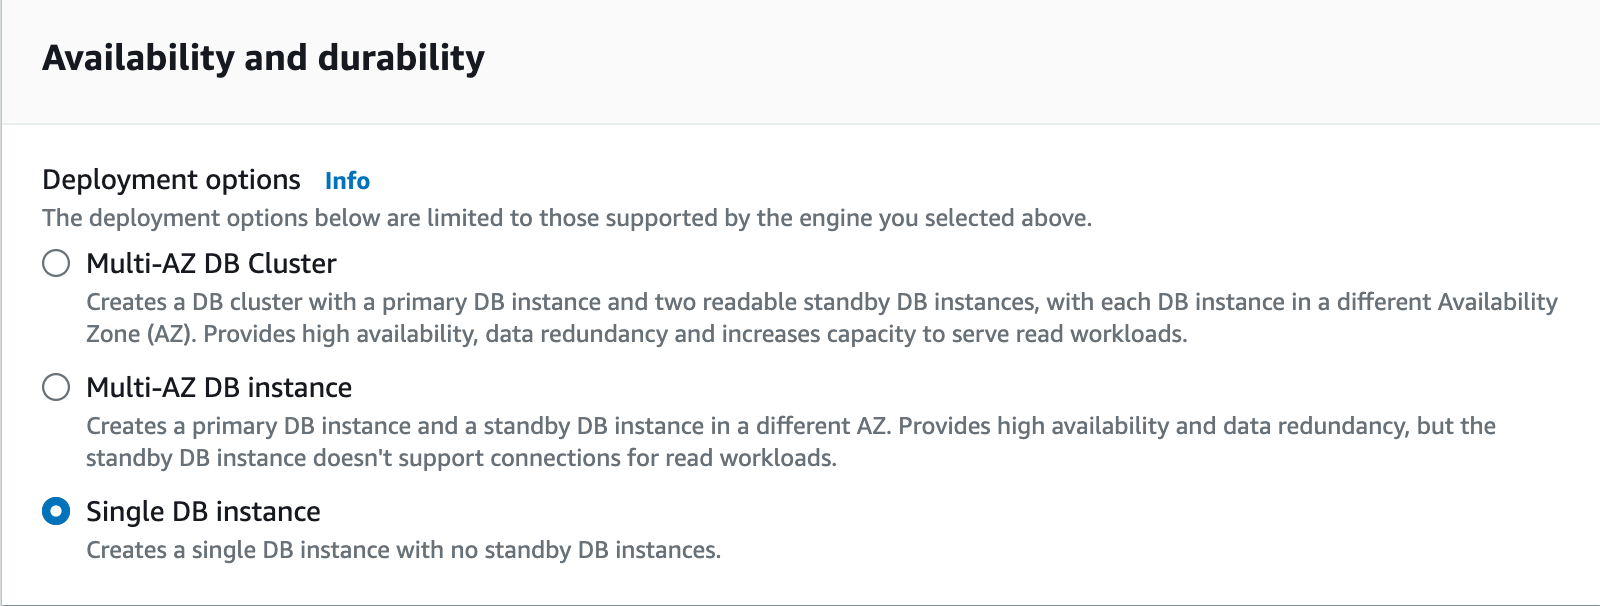 Availability and durability
Deployment options Info
The deployment options below are limited to those supported by the engine you selected above.
Multi-AZ DB Cluster
Creates a DB cluster with a primary DB instance and two readable standby DB instances, with each DB instance in a different Availability
Zone (AZ). Provides high availability, data redundancy and increases capacity to serve read workloads.
Multi-AZ DB instance
Creates a primary DB instance and a standby DB instance in a different AZ. Provides high availability and data redundancy, but the
standby DB instance doesn't support connections for read workloads.
Single DB instance
Creates a single DB instance with no standby DB instances.